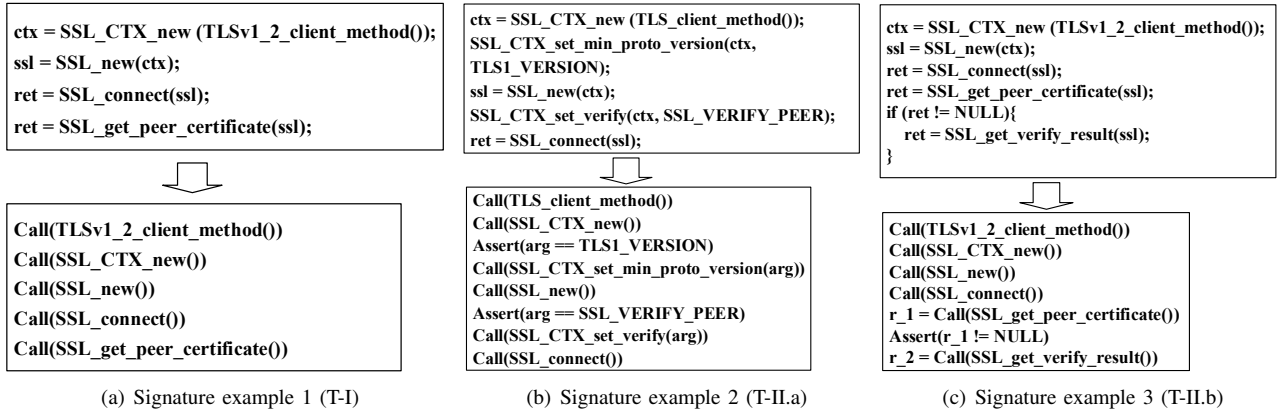 ctx = SSL_CTX_new (TLSv1_2_client_method());
ssl = SSL_new(ctx);
ret = SSL_connect(ssl);
ret = SSL_get_peer_certificate(ssl);
Call(TLSv1_2_client_method())
Call(SSL_CTX_new())
Call(SSL_new())
Call(SSL_connect())
Call(SSL_get_peer_certificate())
(a) Signature example 1 (T-I)
ctx = SSL_CTX_new (TLS_client_method());
SSL_CTX_set_min_proto_version(ctx,
TLS1_VERSION);
ssl = SSL_new(ctx);
SSL_CTX_set_verify(ctx, SSL_VERIFY_PEER);
ret = SSL_connect(ssl);
Call(TLS_client_method())
Call(SSL_CTX_new())
Assert(arg == TLS1_VERSION)
Call(SSL_CTX_set_min_proto_version(arg))
Call(SSL_new())
Assert(arg == SSL_VERIFY_PEER)
Call(SSL_CTX_set_verify(arg))
Call(SSL_connect())
(b) Signature example 2 (T-II.a)
ctx = SSL_CTX_new (TLSv1_2_client_method());
ssl = SSL_new(ctx);
ret = SSL_connect(ssl);
ret = SSL_get_peer_certificate(ssl);
if (ret != NULL){
ret = SSL_get_verify_result(ssl);
}
Call(TLSv1_2_client_method())
Call(SSL_CTX_new())
Call(SSL_new())
Call(SSL_connect())
r_1 = Call(SSL_get_peer_certificate())
Assert(r_1 != NULL)
r_2 = Call(SSL_get_verify_result())
(c) Signature example 3 (T-II.b)